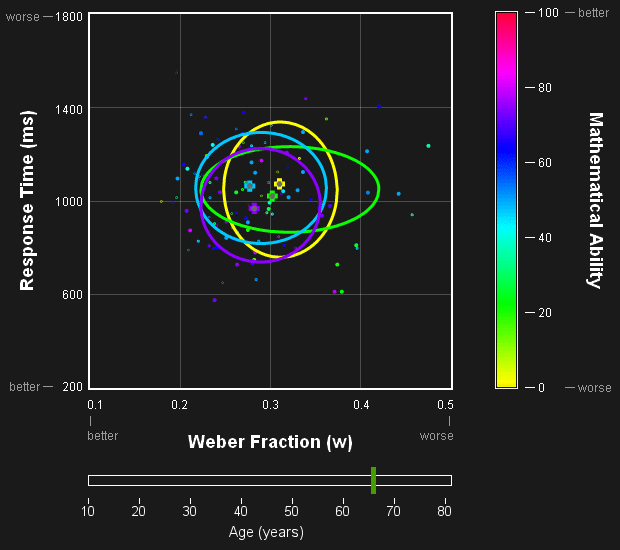 worse
1800
1400
1000
600
better
200
Response Time (ms)
0.1
0.2
0.3
0.4
0.5
better
worse
Weber Fraction (w)
100
better
80
60
40
20
0
worse
Mathematical Ability
10
20
30
40
50
60
70
80
Age (years)